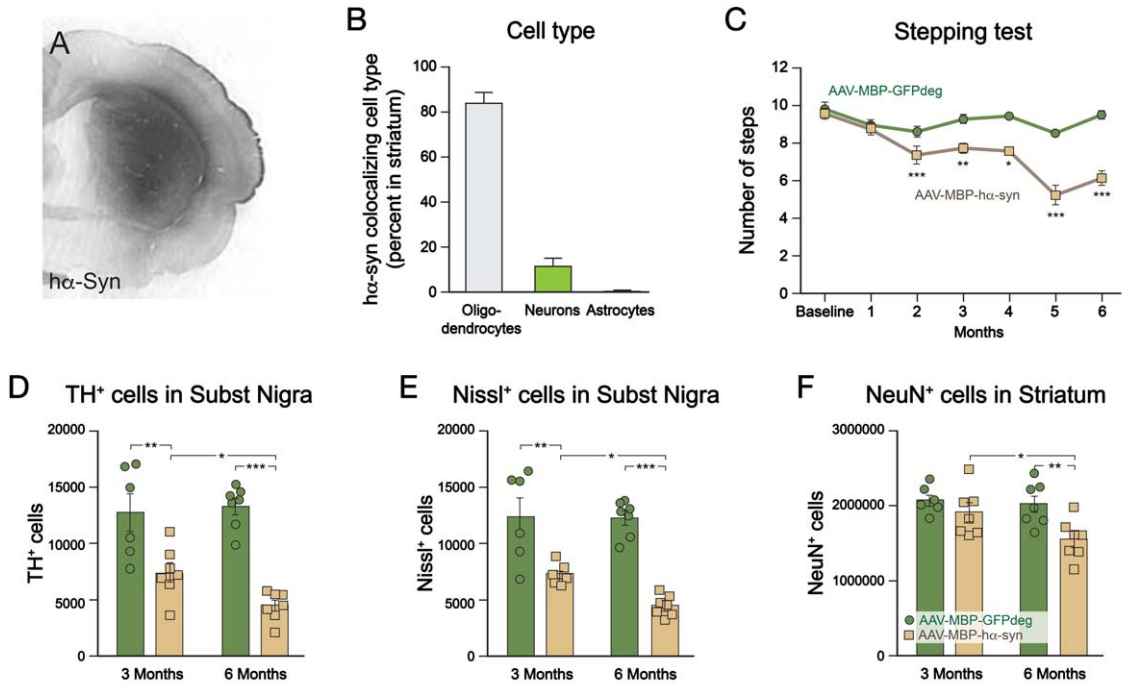 A
hα-Syn
B
Cell type
hα-syn colocalizing cell type
(percent in striatum)
100
80
60
40
20
0
Oligo-
dendrocytes
Neurons
Astrocytes
C
Stepping test
Number of steps
12
10
8
6
4
2
0
AAV-MBP-GFPdeg
AAV-MBP-hα-syn
***
**
*
***
***
Baseline 1 2 3 4 5 6
Months
D
TH⁺ cells in Subst Nigra
TH⁺ cells
20000
15000
10000
5000
0
**
*
***
3 Months
6 Months
E
Nissl⁺ cells in Subst Nigra
Nissl⁺ cells
20000
15000
10000
5000
0
**
*
***
3 Months
6 Months
F
NeuN⁺ cells in Striatum
NeuN⁺ cells
3000000
2000000
1000000
0
*
**
AAV-MBP-GFPdeg
AAV-MBP-hα-syn
3 Months
6 Months